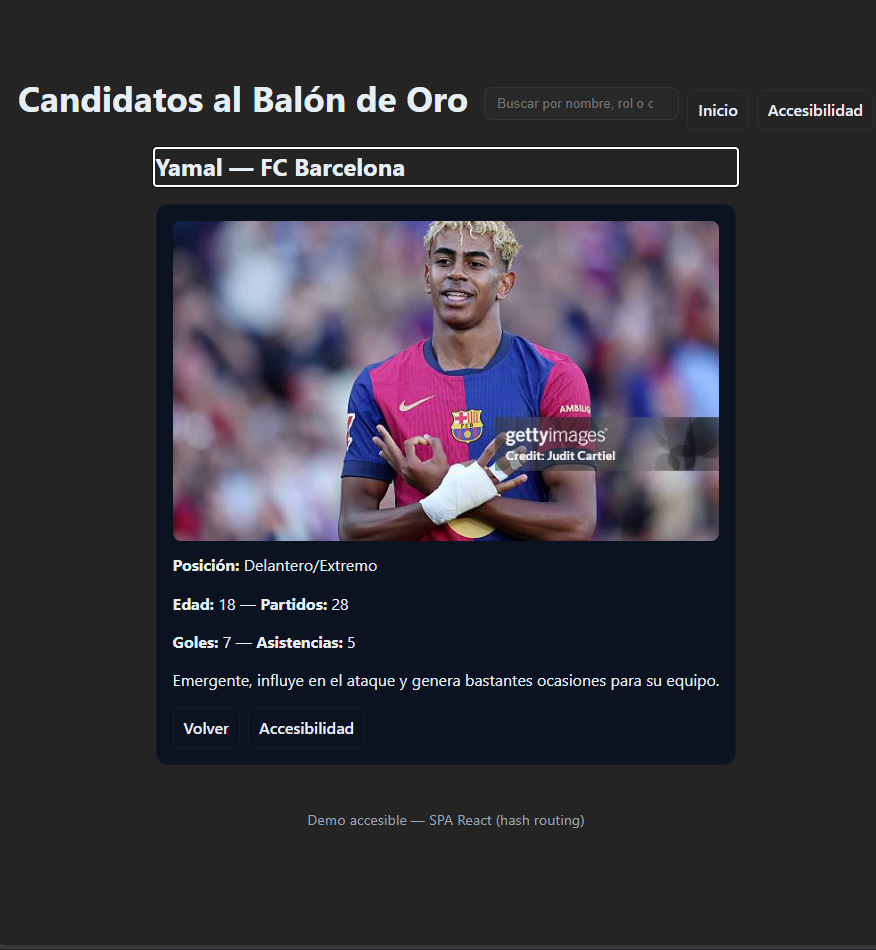 Candidatos al Balón de Oro
Buscar por nombre, rol o c
Inicio
Accesibilidad
Yamal — FC Barcelona
AMBILIG
FCB
gettyimages
Credit: Judit Cartiel
Posición: Delantero/Extremo
Edad: 18 — Partidos: 28
Goles: 7 — Asistencias: 5
Emergente, influye en el ataque y genera bastantes ocasiones para su equipo.
Volver
Accesibilidad
Demo accesible — SPA React (hash routing)